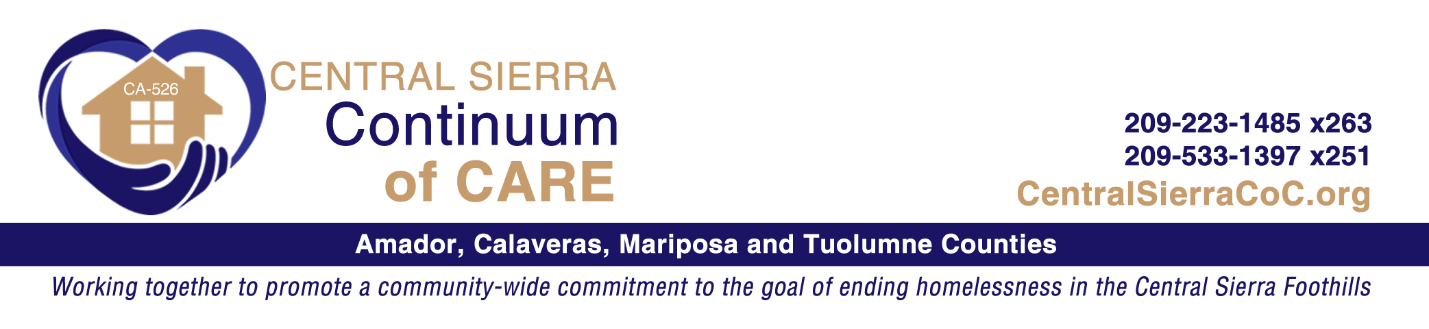 CA-526
CENTRAL SIERRA
Continuum
of CARE
209-223-1485 x263
209-533-1397 x251
CentralSierraCoC.org
Amador, Calaveras, Mariposa and Tuolumne Counties
Working together to promote a community-wide commitment to the goal of ending homelessness in the Central Sierra Foothills